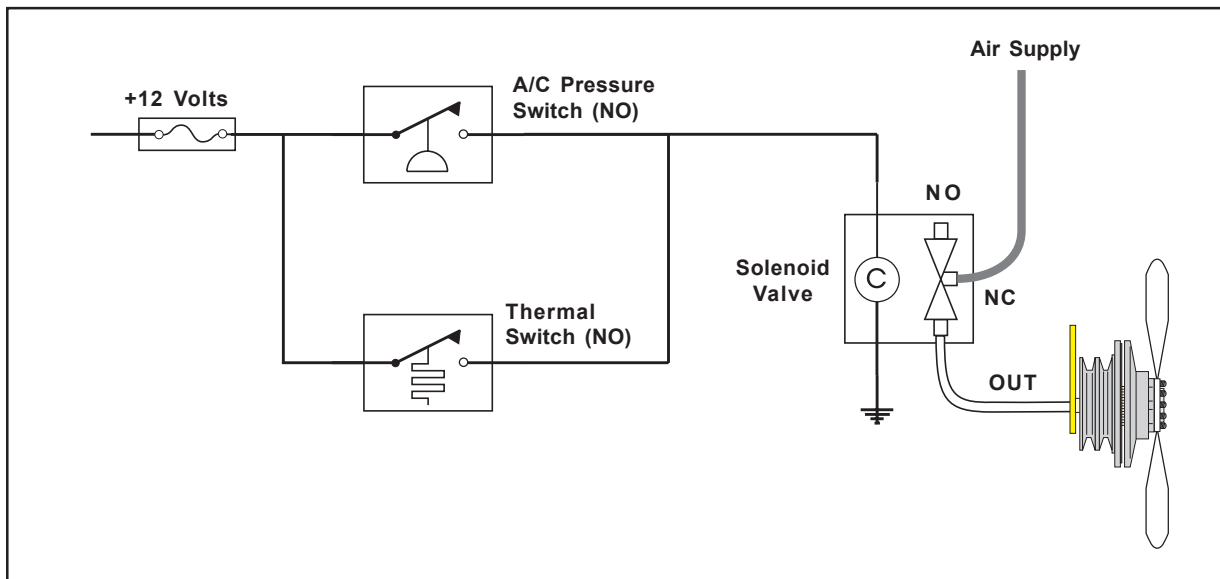 Air Supply
+12 Volts
A/C Pressure
Switch (NO)
NO
Solenoid
Valve
C
NC
Thermal
Switch (NO)
OUT